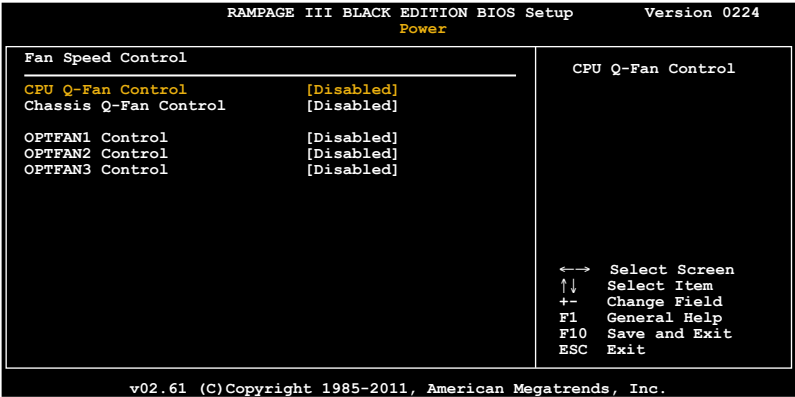 RAMPAGE III BLACK EDITION BIOS Setup Version 0224
Power
Fan Speed Control
CPU Q-Fan Control [Disabled]
Chassis Q-Fan Control [Disabled]
OPTFAN1 Control [Disabled]
OPTFAN2 Control [Disabled]
OPTFAN3 Control [Disabled]
CPU Q-Fan Control
←→ Select Screen
↑↓ Select Item
+- Change Field
F1 General Help
F10 Save and Exit
ESC Exit
v02.61 (C)Copyright 1985-2011, American Megatrends, Inc.